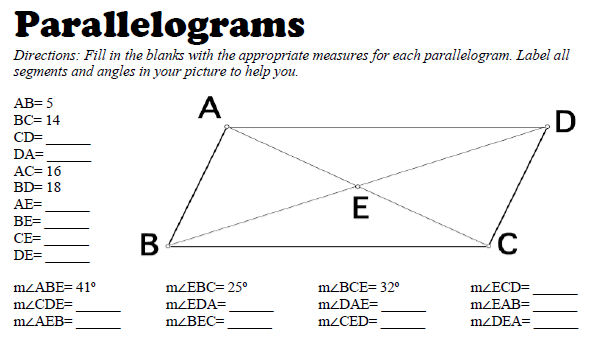 Parallelograms
Directions: Fill in the blanks with the appropriate measures for each parallelogram. Label all
segments and angles in your picture to help you.
AB= 5
BC= 14
CD= ______
DA= ______
AC= 16
BD= 18
AE= ______
BE= ______
CE= ______
DE= ______
A
D
E
B
C
m∠ABE= 41º m∠EBC= 25º m∠BCE= 32º m∠ECD= ______
m∠CDE= ______ m∠EDA= ______ m∠DAE= ______ m∠EAB= ______
m∠AEB= ______ m∠BEC= ______ m∠CED= ______ m∠DEA= ______